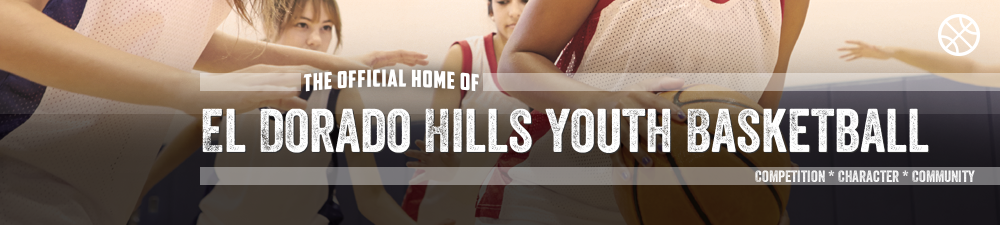 THE OFFICIAL HOME OF
EL DORADO HILLS YOUTH BASKETBALL
COMPETITION * CHARACTER * COMMUNITY